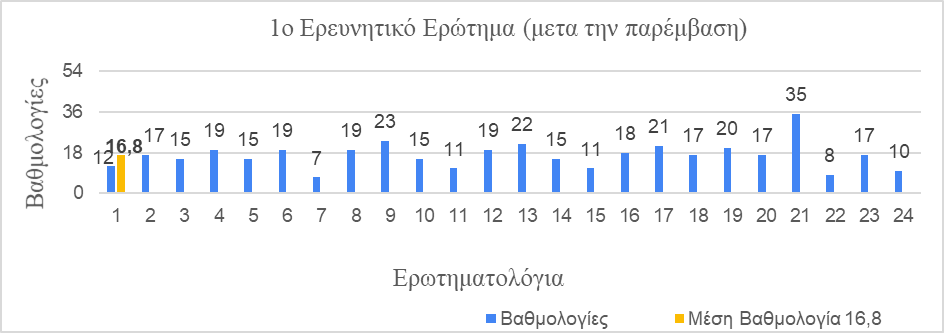 1ο Ερευνητικό Ερώτημα (μετα την παρέμβαση)
Βαθμολογίες
54
36
18
0
12 16,8 17 15 19 15 19 7 19 23 15 11 19 22 15 11 18 21 17 20 17 35 8 17 10
1 2 3 4 5 6 7 8 9 10 11 12 13 14 15 16 17 18 19 20 21 22 23 24
Ερωτηματολόγια
Βαθμολογίες Μέση Βαθμολογία 16,8